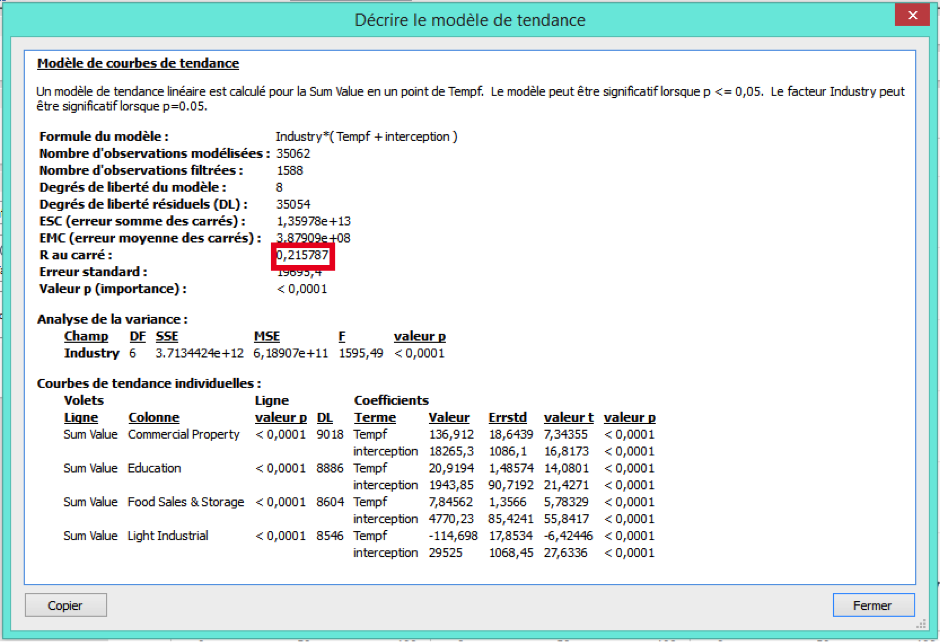 Décrire le modèle de tendance
Modèle de courbes de tendance
Un modèle de tendance linéaire est calculé pour la Sum Value en un point de Tempf. Le modèle peut être significatif lorsque p <= 0,05. Le facteur Industry peut
être significatif lorsque p=0.05.
Formule du modèle : Industry*( Tempf + interception )
Nombre d'observations modélisées : 35062
Nombre d'observations filtrées : 1588
Degrés de liberté du modèle : 8
Degrés de liberté résiduels (DL) : 35054
ESC (erreur somme des carrés) : 1,35978e+13
EMC (erreur moyenne des carrés) : 3,87909e+08
R au carré : 0,215787
Erreur standard : 19695,4
Valeur p (importance) : < 0,0001
Analyse de la variance :
Champ DF SSE MSE F valeur p
Industry 6 3.7134424e+12 6,18907e+11 1595,49 < 0,0001
Courbes de tendance individuelles :
Volets Ligne Coefficients
Ligne Colonne valeur p DL Terme Valeur Errstd valeur t valeur p
Sum Value Commercial Property < 0,0001 9018 Tempf 136,912 18,6439 7,34355 < 0,0001
interception 18265,3 1086,1 16,8173 < 0,0001
Sum Value Education < 0,0001 8886 Tempf 20,9194 1,48574 14,0801 < 0,0001
interception 1943,85 90,7192 21,4271 < 0,0001
Sum Value Food Sales & Storage < 0,0001 8604 Tempf 7,84562 1,3566 5,78329 < 0,0001
interception 4770,23 85,4241 55,8417 < 0,0001
Sum Value Light Industrial < 0,0001 8546 Tempf -114,698 17,8534 -6,42446 < 0,0001
interception 29525 1068,45 27,6336 < 0,0001
Copier Fermer